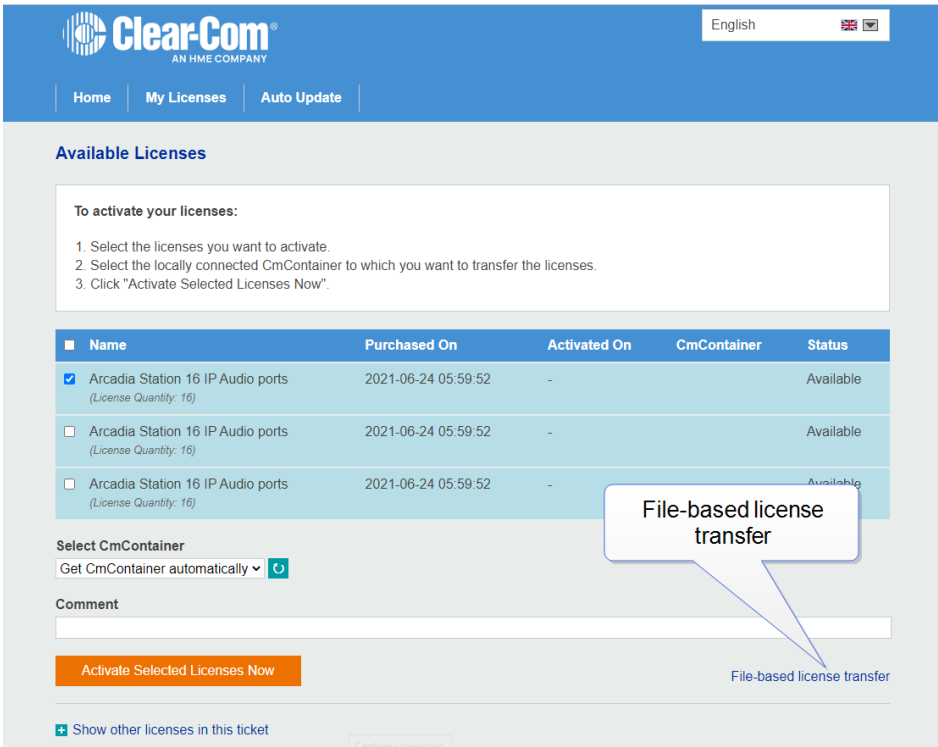 Clear-Com®
AN HME COMPANY
English
Home
My Licenses
Auto Update
Available Licenses
To activate your licenses:
1. Select the licenses you want to activate.
2. Select the locally connected CmContainer to which you want to transfer the licenses.
3. Click "Activate Selected Licenses Now".
Name Purchased On Activated On CmContainer Status
Arcadia Station 16 IP Audio ports 2021-06-24 05:59:52 - Available
(License Quantity: 16)
Arcadia Station 16 IP Audio ports 2021-06-24 05:59:52 - Available
(License Quantity: 16)
Arcadia Station 16 IP Audio ports 2021-06-24 05:59:52 - Available
(License Quantity: 16)
File-based license
transfer
Select CmContainer
Get CmContainer automatically
Comment
Activate Selected Licenses Now
File-based license transfer
Show other licenses in this ticket